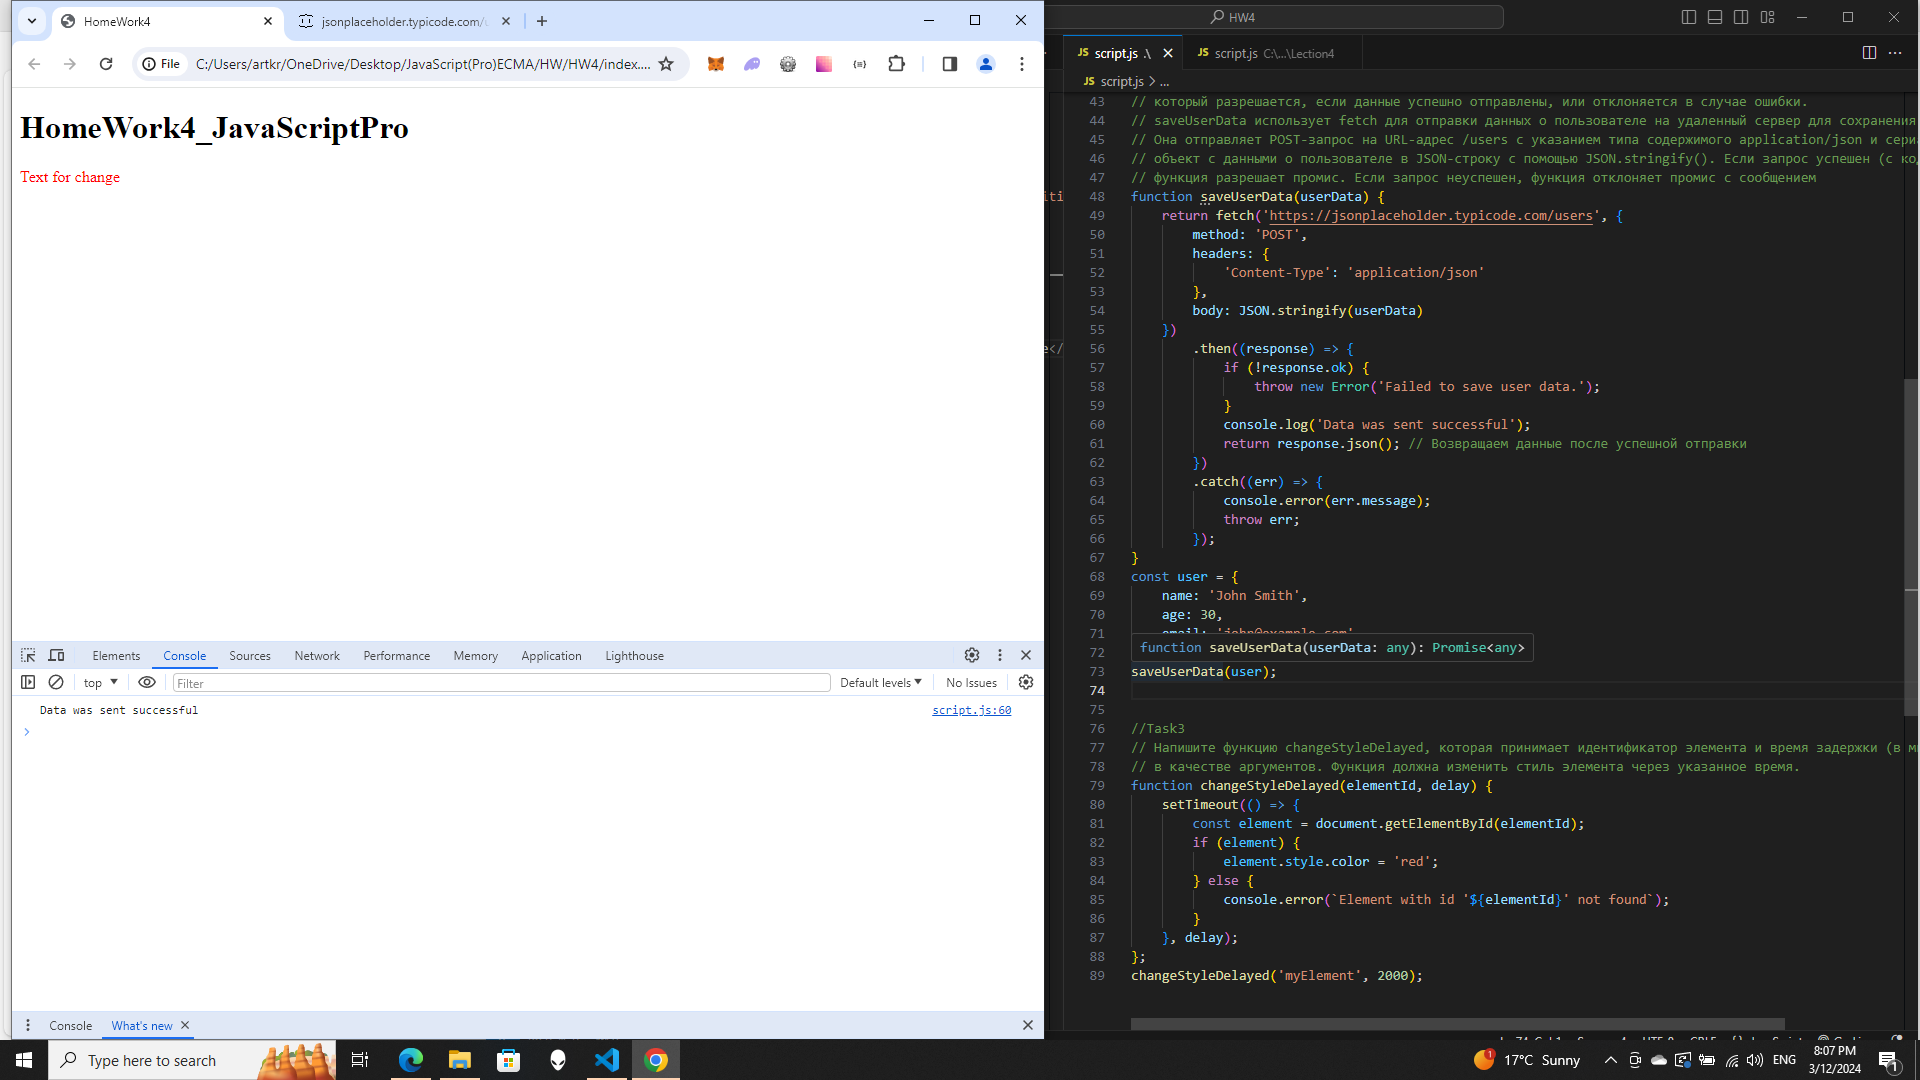 HomeWork4
jsonplaceholder.typicode.com/
File
C:/Users/artkr/OneDrive/Desktop/JavaScript(Pro)ECMA/HW/HW4/index....
HomeWork4_JavaScriptPro
Text for change
Elements
Console
Sources
Network
Performance
Memory
Application
Lighthouse
top
Filter
Default levels
No Issues
Data was sent successful
script.js:60
Console
What's new
HW4
JS script.js .\
JS script.js C:\...\Lection4
JS script.js > ...
43 // который разрешается, если данные успешно отправлены, или отклоняется в случае ошибки.
44 // saveUserData использует fetch для отправки данных о пользователе на удаленный сервер для сохранения
45 // Она отправляет POST-запрос на URL-адрес /users с указанием типа содержимого application/json и сери
46 // объект с данными о пользователе в JSON-строку с помощью JSON.stringify(). Если запрос успешен (с ко
47 // функция разрешает промис. Если запрос неуспешен, функция отклоняет промис с сообщением
48 function saveUserData(userData) {
49 return fetch('https://jsonplaceholder.typicode.com/users', {
50 method: 'POST',
51 headers: {
52 'Content-Type': 'application/json'
53 },
54 body: JSON.stringify(userData)
55 })
56 .then((response) => {
57 if (!response.ok) {
58 throw new Error('Failed to save user data.');
59 }
60 console.log('Data was sent successful');
61 return response.json(); // Возвращаем данные после успешной отправки
62 })
63 .catch((err) => {
64 console.error(err.message);
65 throw err;
66 });
67 }
68 const user = {
69 name: 'John Smith',
70 age: 30,
71 email: 'john@example.com'
72 function saveUserData(userData: any): Promise<any>
73 saveUserData(user);
74
75
76 //Task3
77 // Напишите функцию changeStyleDelayed, которая принимает идентификатор элемента и время задержки (в м
78 // в качестве аргументов. Функция должна изменить стиль элемента через указанное время.
79 function changeStyleDelayed(elementId, delay) {
80 setTimeout(() => {
81 const element = document.getElementById(elementId);
82 if (element) {
83 element.style.color = 'red';
84 } else {
85 console.error(`Element with id '${elementId}' not found`);
86 }
87 }, delay);
88 };
89 changeStyleDelayed('myElement', 2000);
Type here to search
17°C Sunny
ENG
8:07 PM
3/12/2024